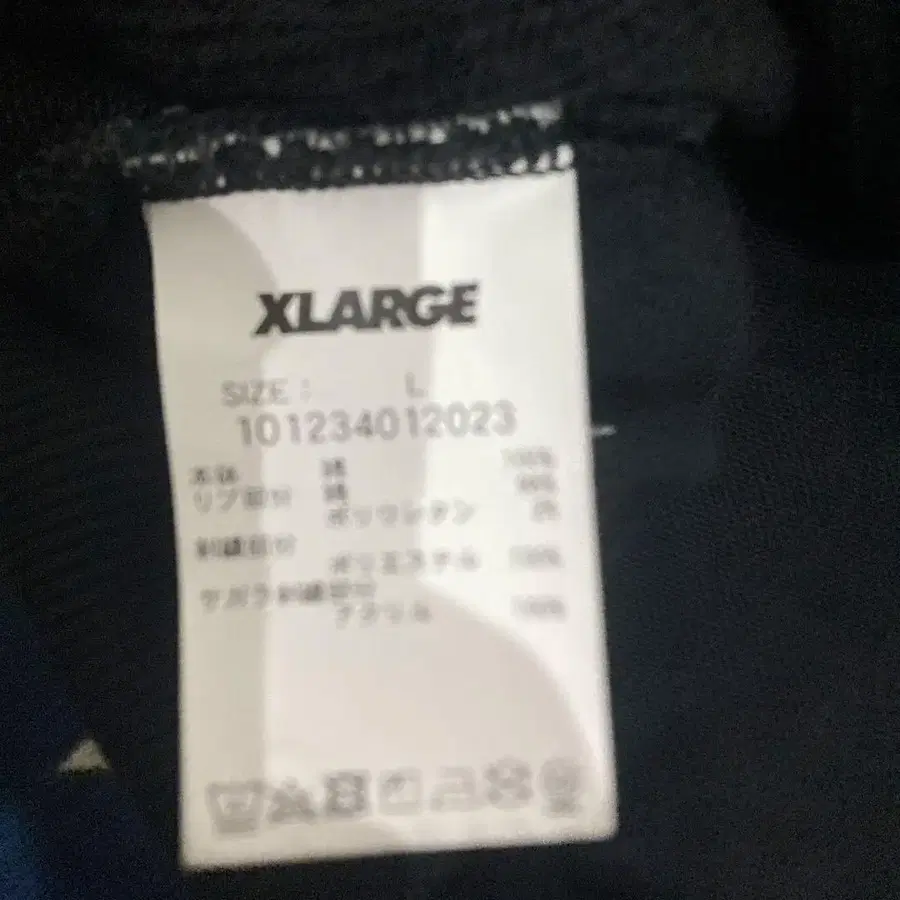 XLARGE
SIZE : L
101234012023
本体 綿 100%
リブ部分 綿
ポリウレタン
刺繍部分 ポリエステル 100%
サガラ刺繍部分
アクリル 100%